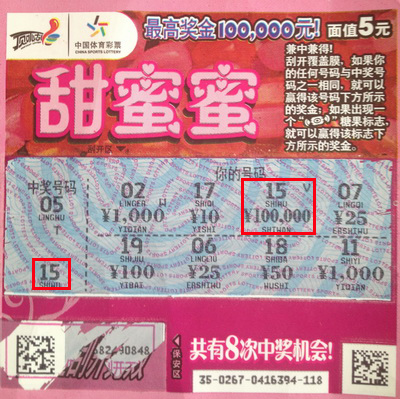 顶呱刮
中国体育彩票
CHINA SPORTS LOTTERY
最高奖金100,000元!
面值5元
甜蜜蜜
兼中兼得!
刮开覆盖膜,如果你
的任何号码与中奖号
码之一相同,就可以
赢得该号码下方所示
的奖金;如果出现一
个“ ”糖果标志,
就可以赢得该标志下
方所示的奖金。
刮开区
中奖号码
你的号码
05
LINGWU
15
SHIWU
02 17 15 07
LINGER SHIQI SHIWU LINGQI
¥1,000 ¥10 ¥100,000 ¥25
YIQIAN YISHI SHIWAN ERSHIWU
19 06 18 11
SHIJIU LINGLIU SHIBA SHIYI
¥100 ¥25 ¥50 ¥1,000
YIBAI ERSHIWU WUSHI YIQIAN
682490848
保安区
共有8次中奖机会!
35-0267-0416394-118